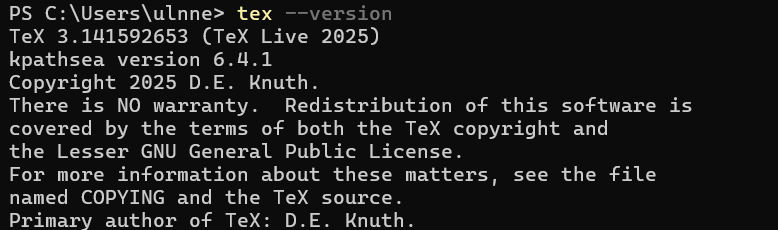 PS C:\Users\ulnne> tex --version
TeX 3.141592653 (TeX Live 2025)
kpathsea version 6.4.1
Copyright 2025 D.E. Knuth.
There is NO warranty.  Redistribution of this software is
covered by the terms of both the TeX copyright and
the Lesser GNU General Public License.
For more information about these matters, see the file
named COPYING and the TeX source.
Primary author of TeX: D.E. Knuth.